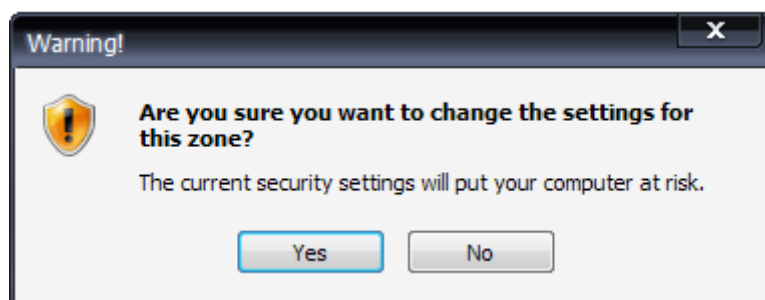 Warning!
X
Are you sure you want to change the settings for
this zone?
The current security settings will put your computer at risk.
Yes
No